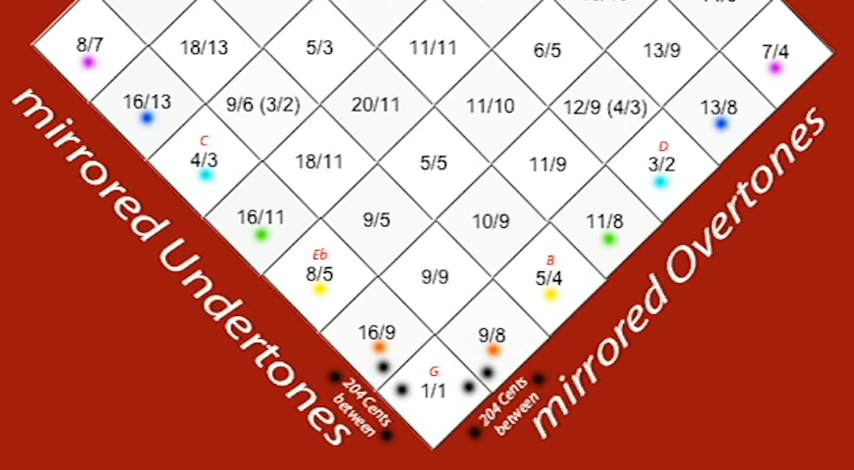 8/7
18/13
5/3
11/11
6/5
13/9
7/4
16/13
9/6 (3/2)
20/11
11/10
12/9 (4/3)
13/8
C
4/3
18/11
5/5
11/9
D
3/2
16/11
9/5
10/9
11/8
Eb
8/5
9/9
B
5/4
16/9
9/8
G
1/1
mirrored Undertones
mirrored Overtones
204 Cents
between
204 Cents
between